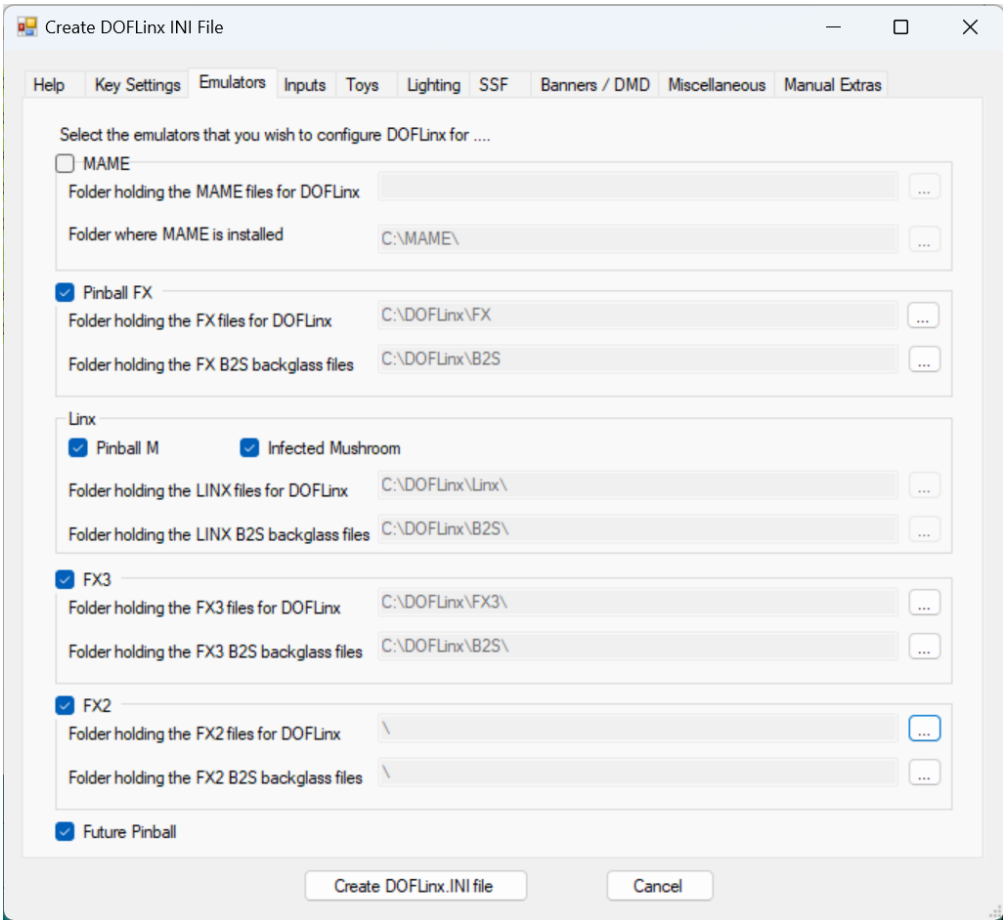 Create DOFLinx INI File
Help Key Settings Emulators Inputs Toys Lighting SSF Banners / DMD Miscellaneous Manual Extras
Select the emulators that you wish to configure DOFLinx for ....
MAME
Folder holding the MAME files for DOFLinx ...
Folder where MAME is installed C:\MAME\ ...
Pinball FX
Folder holding the FX files for DOFLinx C:\DOFLinx\FX ...
Folder holding the FX B2S backglass files C:\DOFLinx\B2S ...
Linx
Pinball M Infected Mushroom
Folder holding the LINX files for DOFLinx C:\DOFLinx\Linx\ ...
Folder holding the LINX B2S backglass files C:\DOFLinx\B2S\ ...
FX3
Folder holding the FX3 files for DOFLinx C:\DOFLinx\FX3\ ...
Folder holding the FX3 B2S backglass files C:\DOFLinx\B2S\ ...
FX2
Folder holding the FX2 files for DOFLinx \ ...
Folder holding the FX2 B2S backglass files \ ...
Future Pinball
Create DOFLinx.INI file Cancel